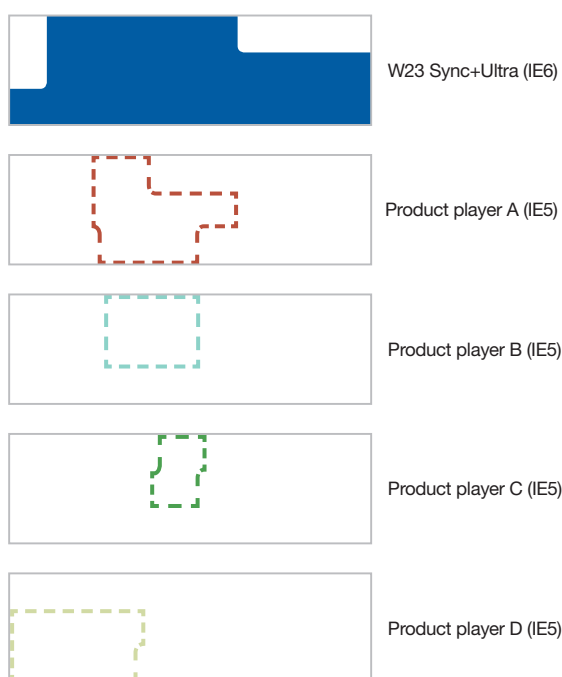 W23 Sync+Ultra (IE6)
Product player A (IE5)
Product player B (IE5)
Product player C (IE5)
Product player D (IE5)